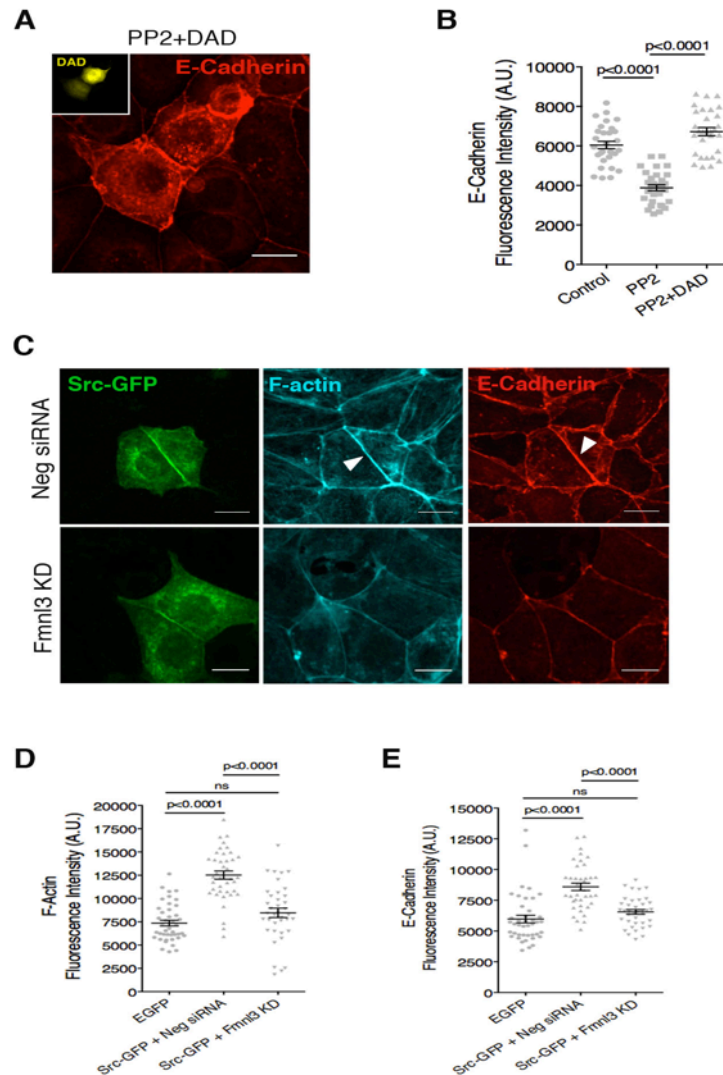 A
PP2+DAD
DAD
E-Cadherin
B
p<0.0001
p<0.0001
E-Cadherin
Fluorescence Intensity (A.U.)
10000
8000
6000
4000
2000
0
Control
PP2
PP2+DAD
C
Src-GFP
F-actin
E-Cadherin
Neg siRNA
Fmnl3 KD
D
p<0.0001
ns
p<0.0001
F-Actin
Fluorescence Intensity (A.U.)
20000
17500
15000
12500
10000
7500
5000
2500
0
EGFP
Src-GFP + Neg siRNA
Src-GFP + Fmnl3 KD
E
p<0.0001
ns
p<0.0001
E-Cadherin
Fluorescence Intensity (A.U.)
15000
12500
10000
7500
5000
2500
0
EGFP
Src-GFP + Neg siRNA
Src-GFP + Fmnl3 KD